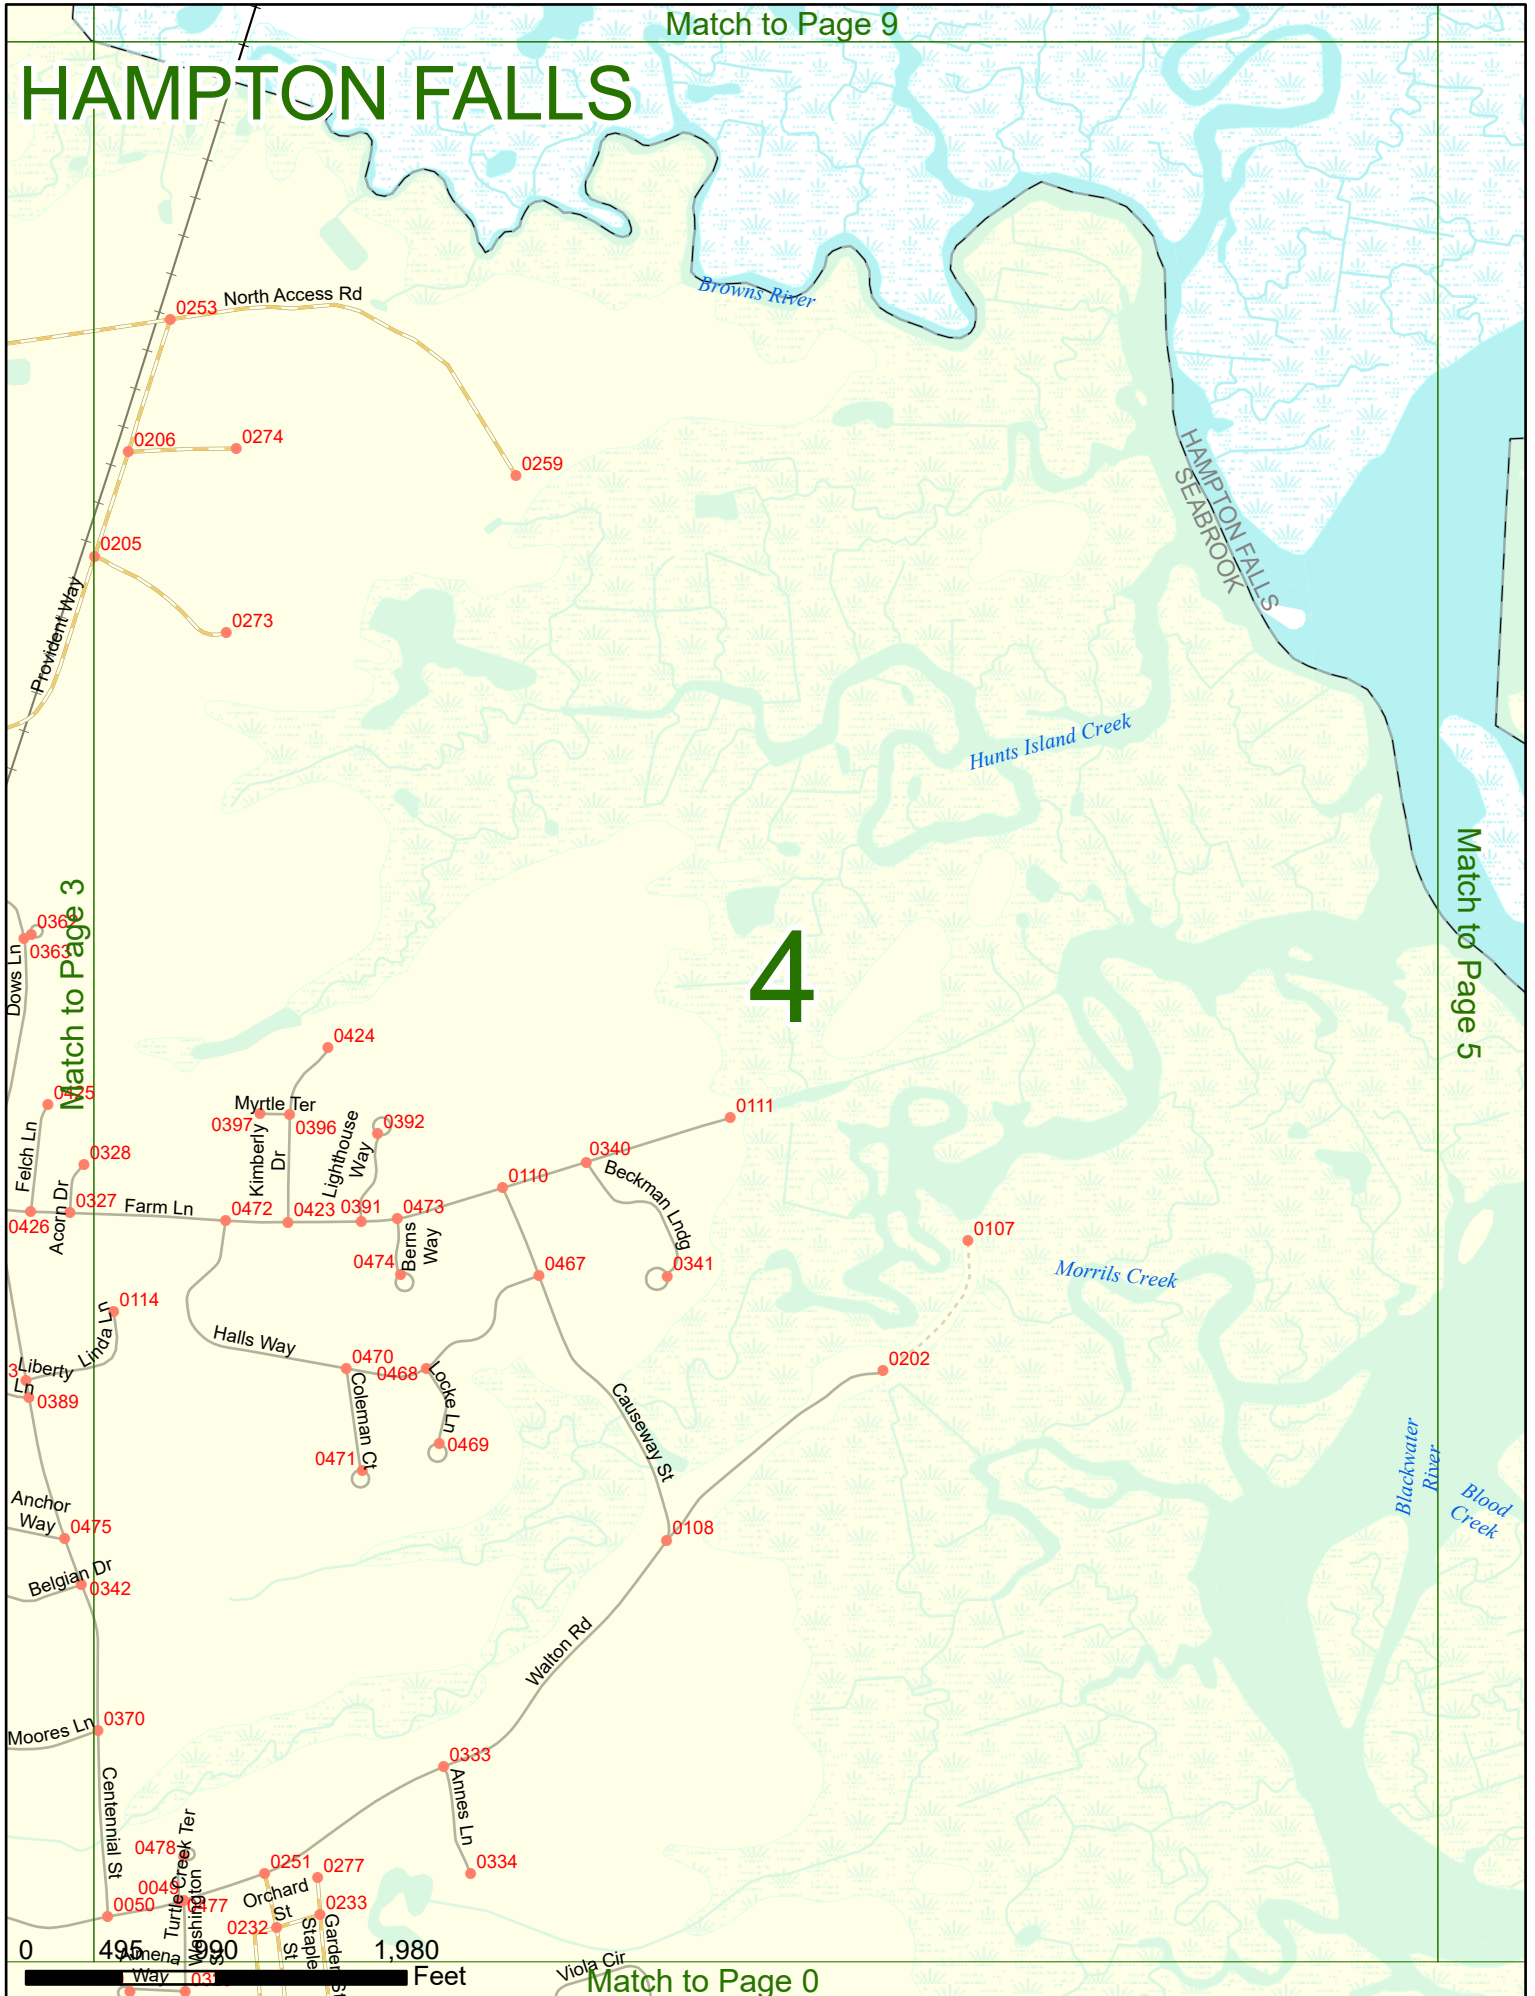 Match to Page 9
HAMPTON FALLS
Browns River
North Access Rd
0253
0206
0274
0259
HAMPTON FALLS
SEABROOK
0205
Provident Way
0273
Hunts Island Creek
Match to Page 3
Match to Page 5
0363
Dows Ln
4
0424
0425
Myrtle Ter
0397
0396
Kimberly
Dr
Lighthouse
Way
0392
0111
Felch Ln
0328
0340
Beckman Lndg
0110
0327
Acorn Dr
Farm Ln
0426
0472
0423
0391
0473
Berns
Way
0474
0467
0341
0107
Morrils Creek
0114
Linda Ln
Halls Way
Liberty
Ln
3
0389
0470
0468
Locke Ln
Coleman Ct
0202
Causeway St
0469
0471
Blackwater
River
Blood
Creek
Anchor
Way
0475
0108
Belgian Dr
0342
Walton Rd
Moores Ln
0370
0333
Annes Ln
Centennial St
0478
Turtle Creek Ter
0251
0277
0334
0049
0477
Washington
St
Orchard
St
0050
0233
0232
Staple
St
Garden St
0
495
990
1,980
Feet
Amena
Way
Viola Cir
Match to Page 0